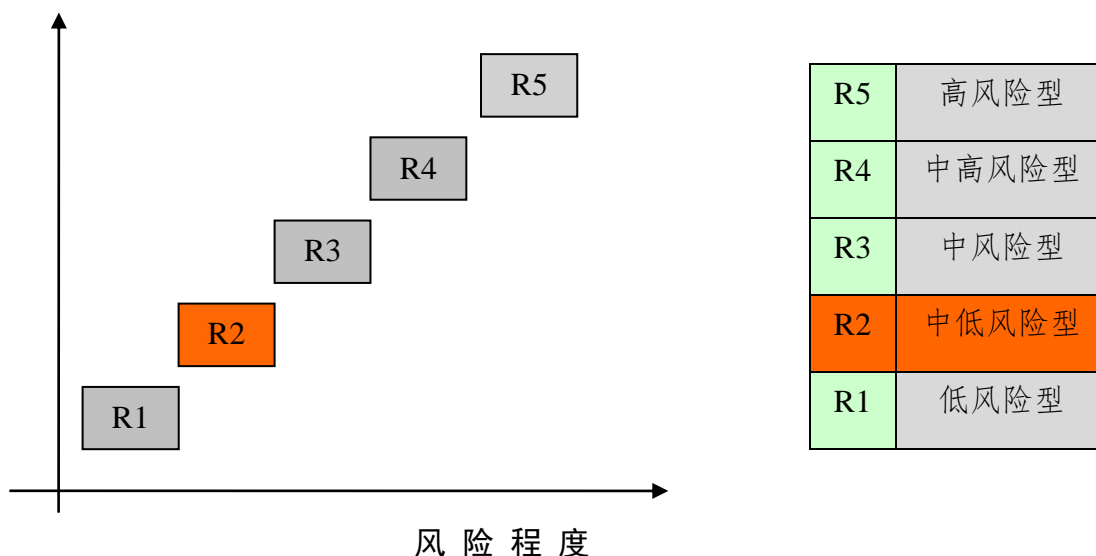 R5
R4
R3
R2
R1
风险程度
R5 高风险型
R4 中高风险型
R3 中风险型
R2 中低风险型
R1 低风险型